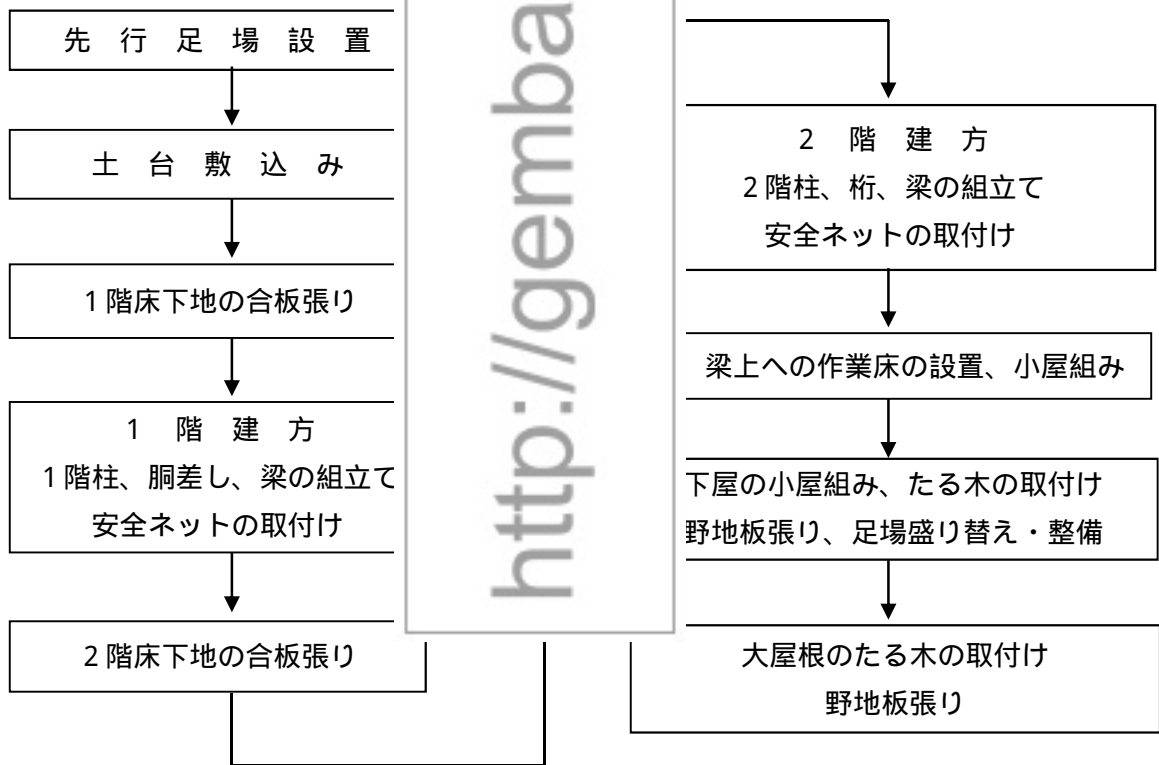 先行足場設置
土台敷込み
1階床下地の合板張り
1階建方
1階柱、胴差し、梁の組立て
安全ネットの取付け
2階床下地の合板張り
http://gemba
2階建方
2階柱、桁、梁の組立て
安全ネットの取付け
梁上への作業床の設置、小屋組み
下屋の小屋組み、たる木の取付け
野地板張り、足場盛り替え・整備
大屋根のたる木の取付け
野地板張り